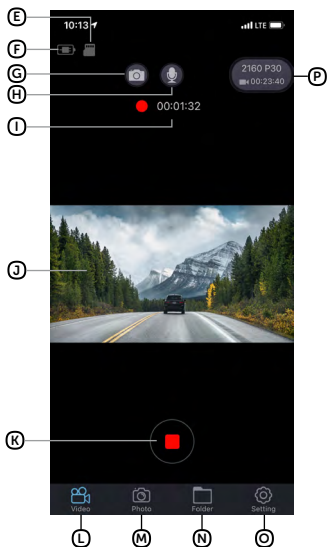 E
10:13 LTE
F
G
H
2160 P30
00:23:40
P
I
00:01:32
J
K
Video Photo Folder Setting
L M N O